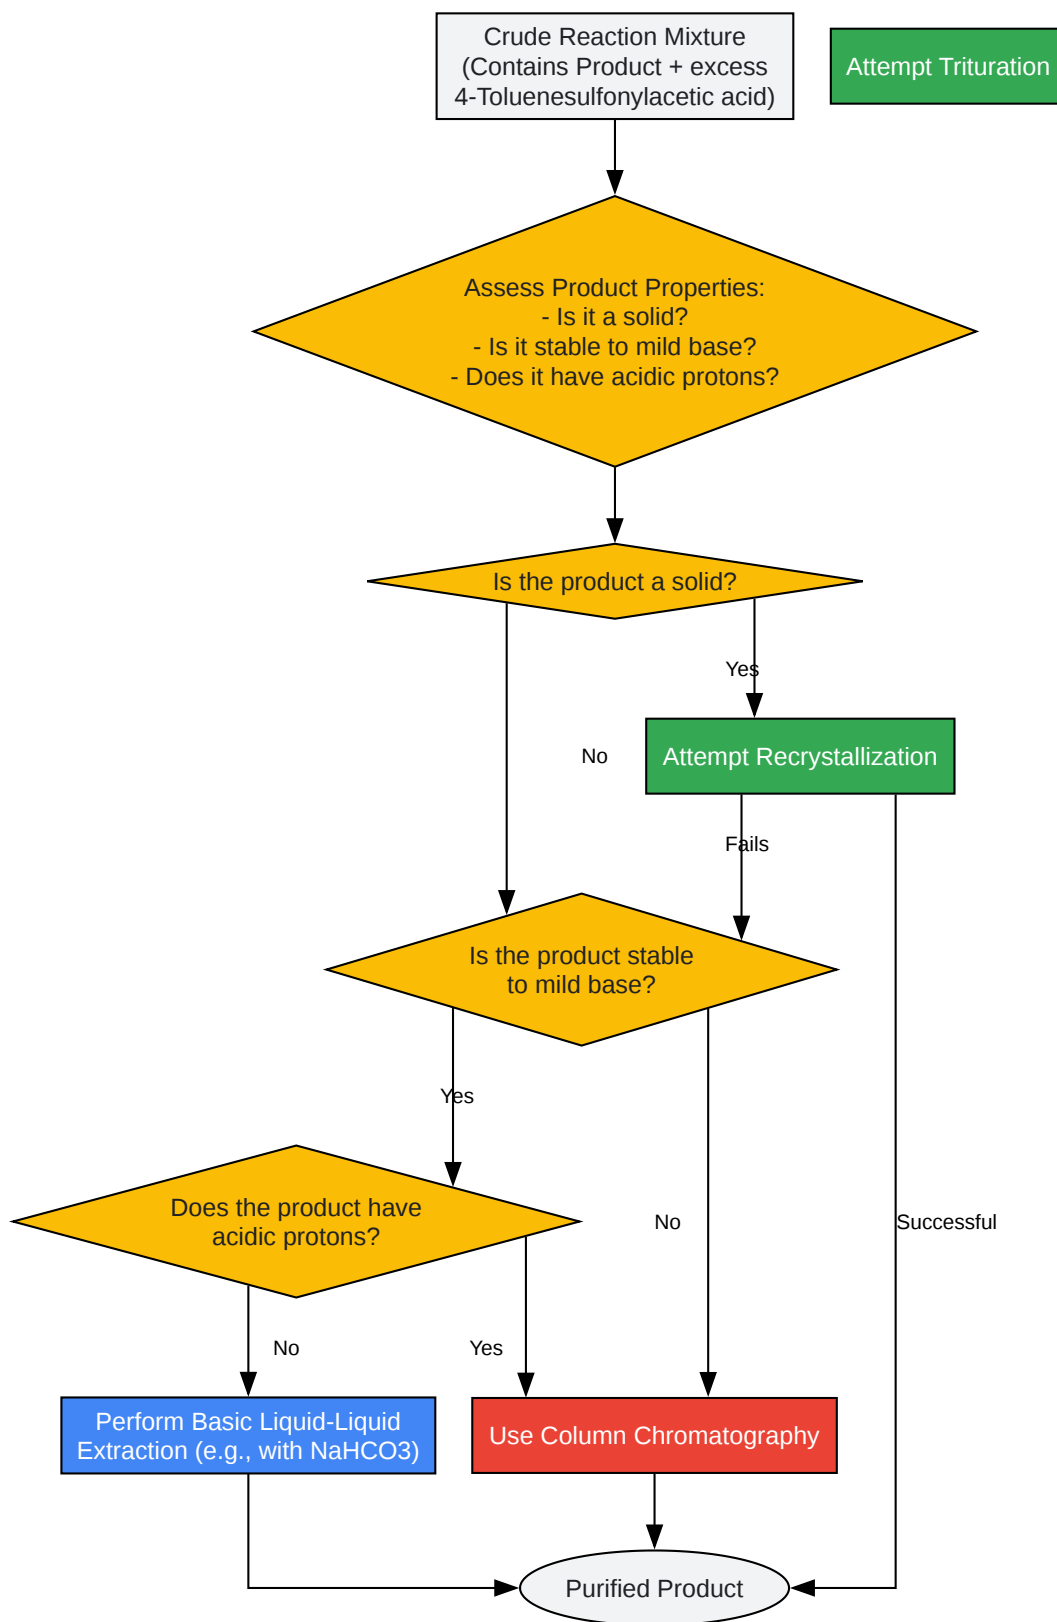 Crude Reaction Mixture
(Contains Product + excess
4-Toluenesulfonylacetic acid)
Attempt Trituration
Assess Product Properties:
- Is it a solid?
- Is it stable to mild base?
- Does it have acidic protons?
Is the product a solid?
Yes
No
Attempt Recrystallization
Fails
Is the product stable
to mild base?
Yes
Does the product have
acidic protons?
No
Successful
No
Yes
Perform Basic Liquid-Liquid
Extraction (e.g., with NaHCO3)
Use Column Chromatography
Purified Product